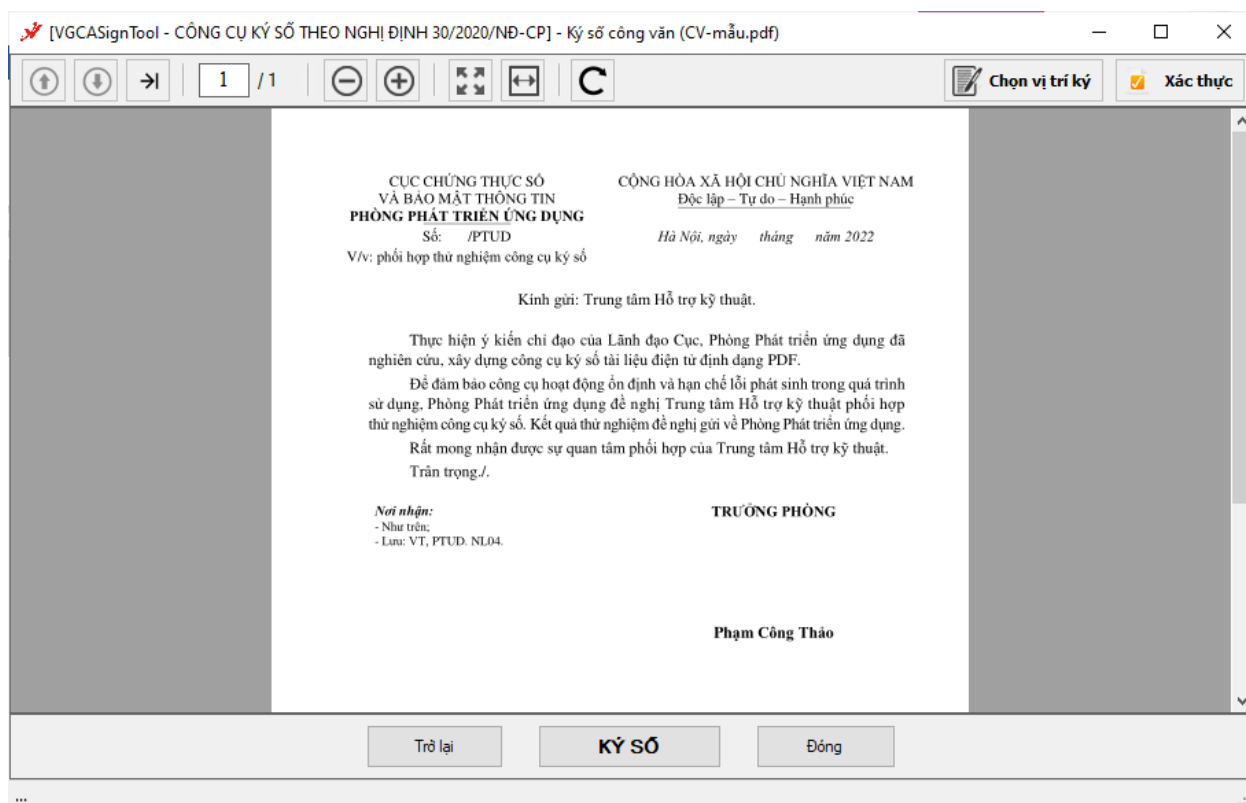 [VGCASignTool - CÔNG CỤ KÝ SỐ THEO NGHỊ ĐỊNH 30/2020/NĐ-CP] - Ký số công văn (CV-mẫu.pdf)
1 / 1
Chọn vị trí ký
Xác thực
CỤC CHỨNG THỰC SỐ
VÀ BẢO MẬT THÔNG TIN
PHÒNG PHÁT TRIỂN ỨNG DỤNG
Số: /PTUD
V/v: phối hợp thử nghiệm công cụ ký số
CỘNG HÒA XÃ HỘI CHỦ NGHĨA VIỆT NAM
Độc lập – Tự do – Hạnh phúc
Hà Nội, ngày tháng năm 2022
Kính gửi: Trung tâm Hỗ trợ kỹ thuật.
Thực hiện ý kiến chỉ đạo của Lãnh đạo Cục, Phòng Phát triển ứng dụng đã
nghiên cứu, xây dựng công cụ ký số tài liệu điện tử định dạng PDF.
Để đảm bảo công cụ hoạt động ổn định và hạn chế lỗi phát sinh trong quá trình
sử dụng, Phòng Phát triển ứng dụng đề nghị Trung tâm Hỗ trợ kỹ thuật phối hợp
thử nghiệm công cụ ký số. Kết quả thử nghiệm đề nghị gửi về Phòng Phát triển ứng dụng.
Rất mong nhận được sự quan tâm phối hợp của Trung tâm Hỗ trợ kỹ thuật.
Trân trọng./.
Nơi nhận:
- Như trên;
- Lưu: VT, PTUD. NL04.
TRƯỞNG PHÒNG
Phạm Công Thảo
Trở lại
KÝ SỐ
Đóng
...